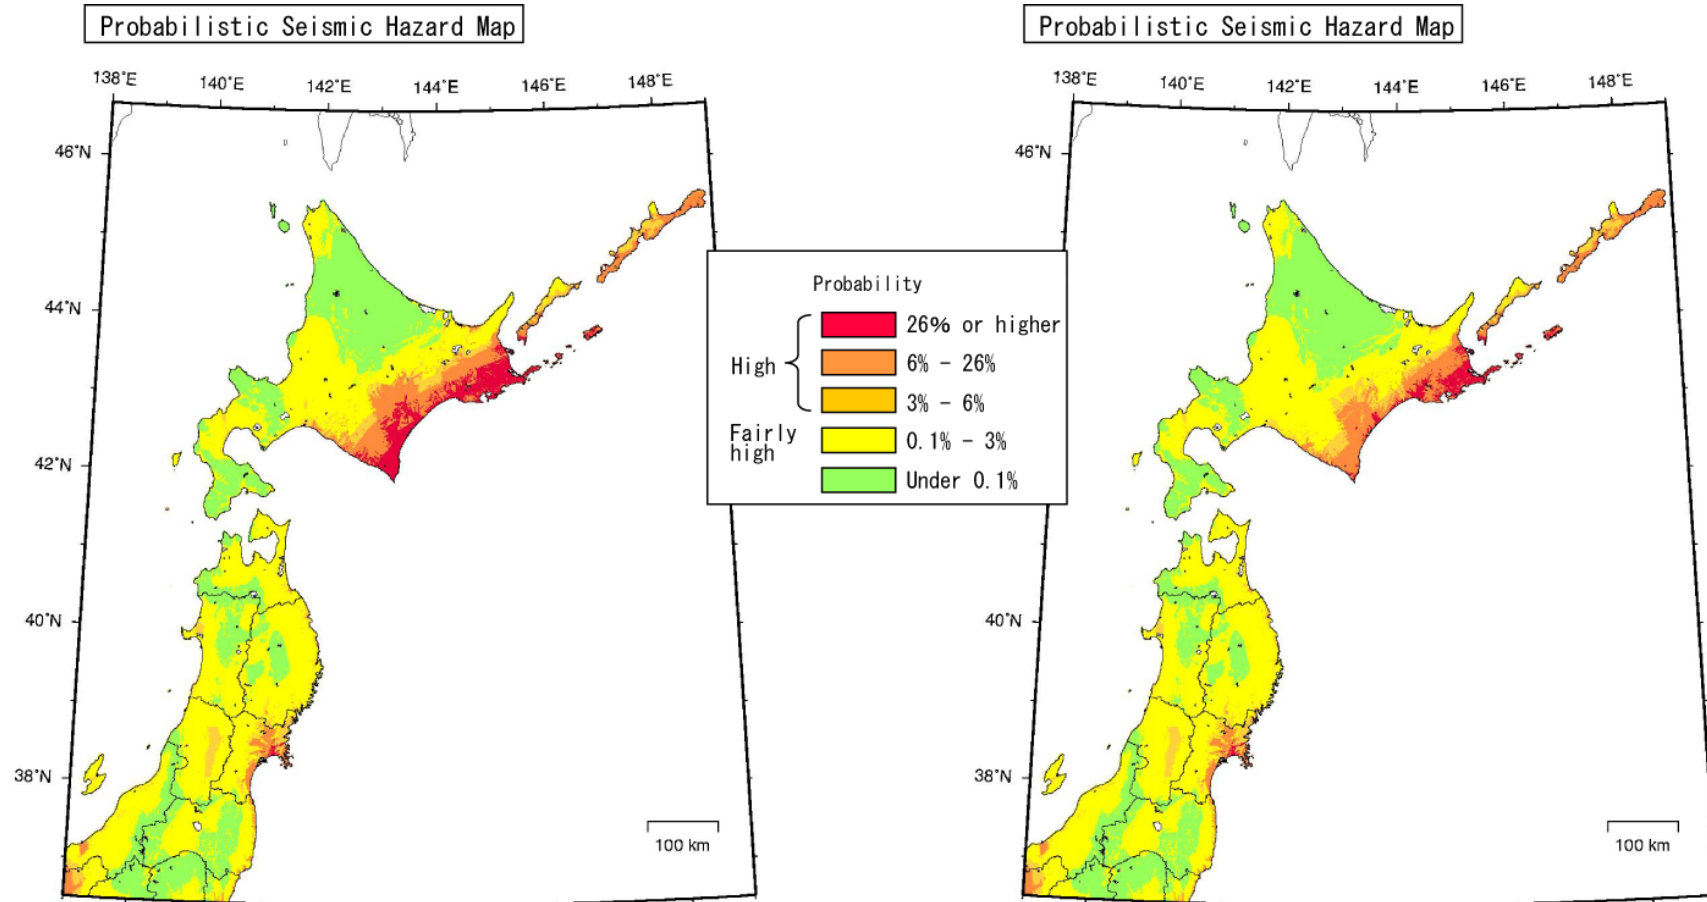 Probabilistic Seismic Hazard Map
138°E
140°E
142°E
144°E
146°E
148°E
46°N
44°N
42°N
40°N
38°N
100 km
Probability
High
26% or higher
6% - 26%
3% - 6%
Fairly
high
0.1% - 3%
Under 0.1%
Probabilistic Seismic Hazard Map
138°E
140°E
142°E
144°E
146°E
148°E
46°N
40°N
38°N
100 km